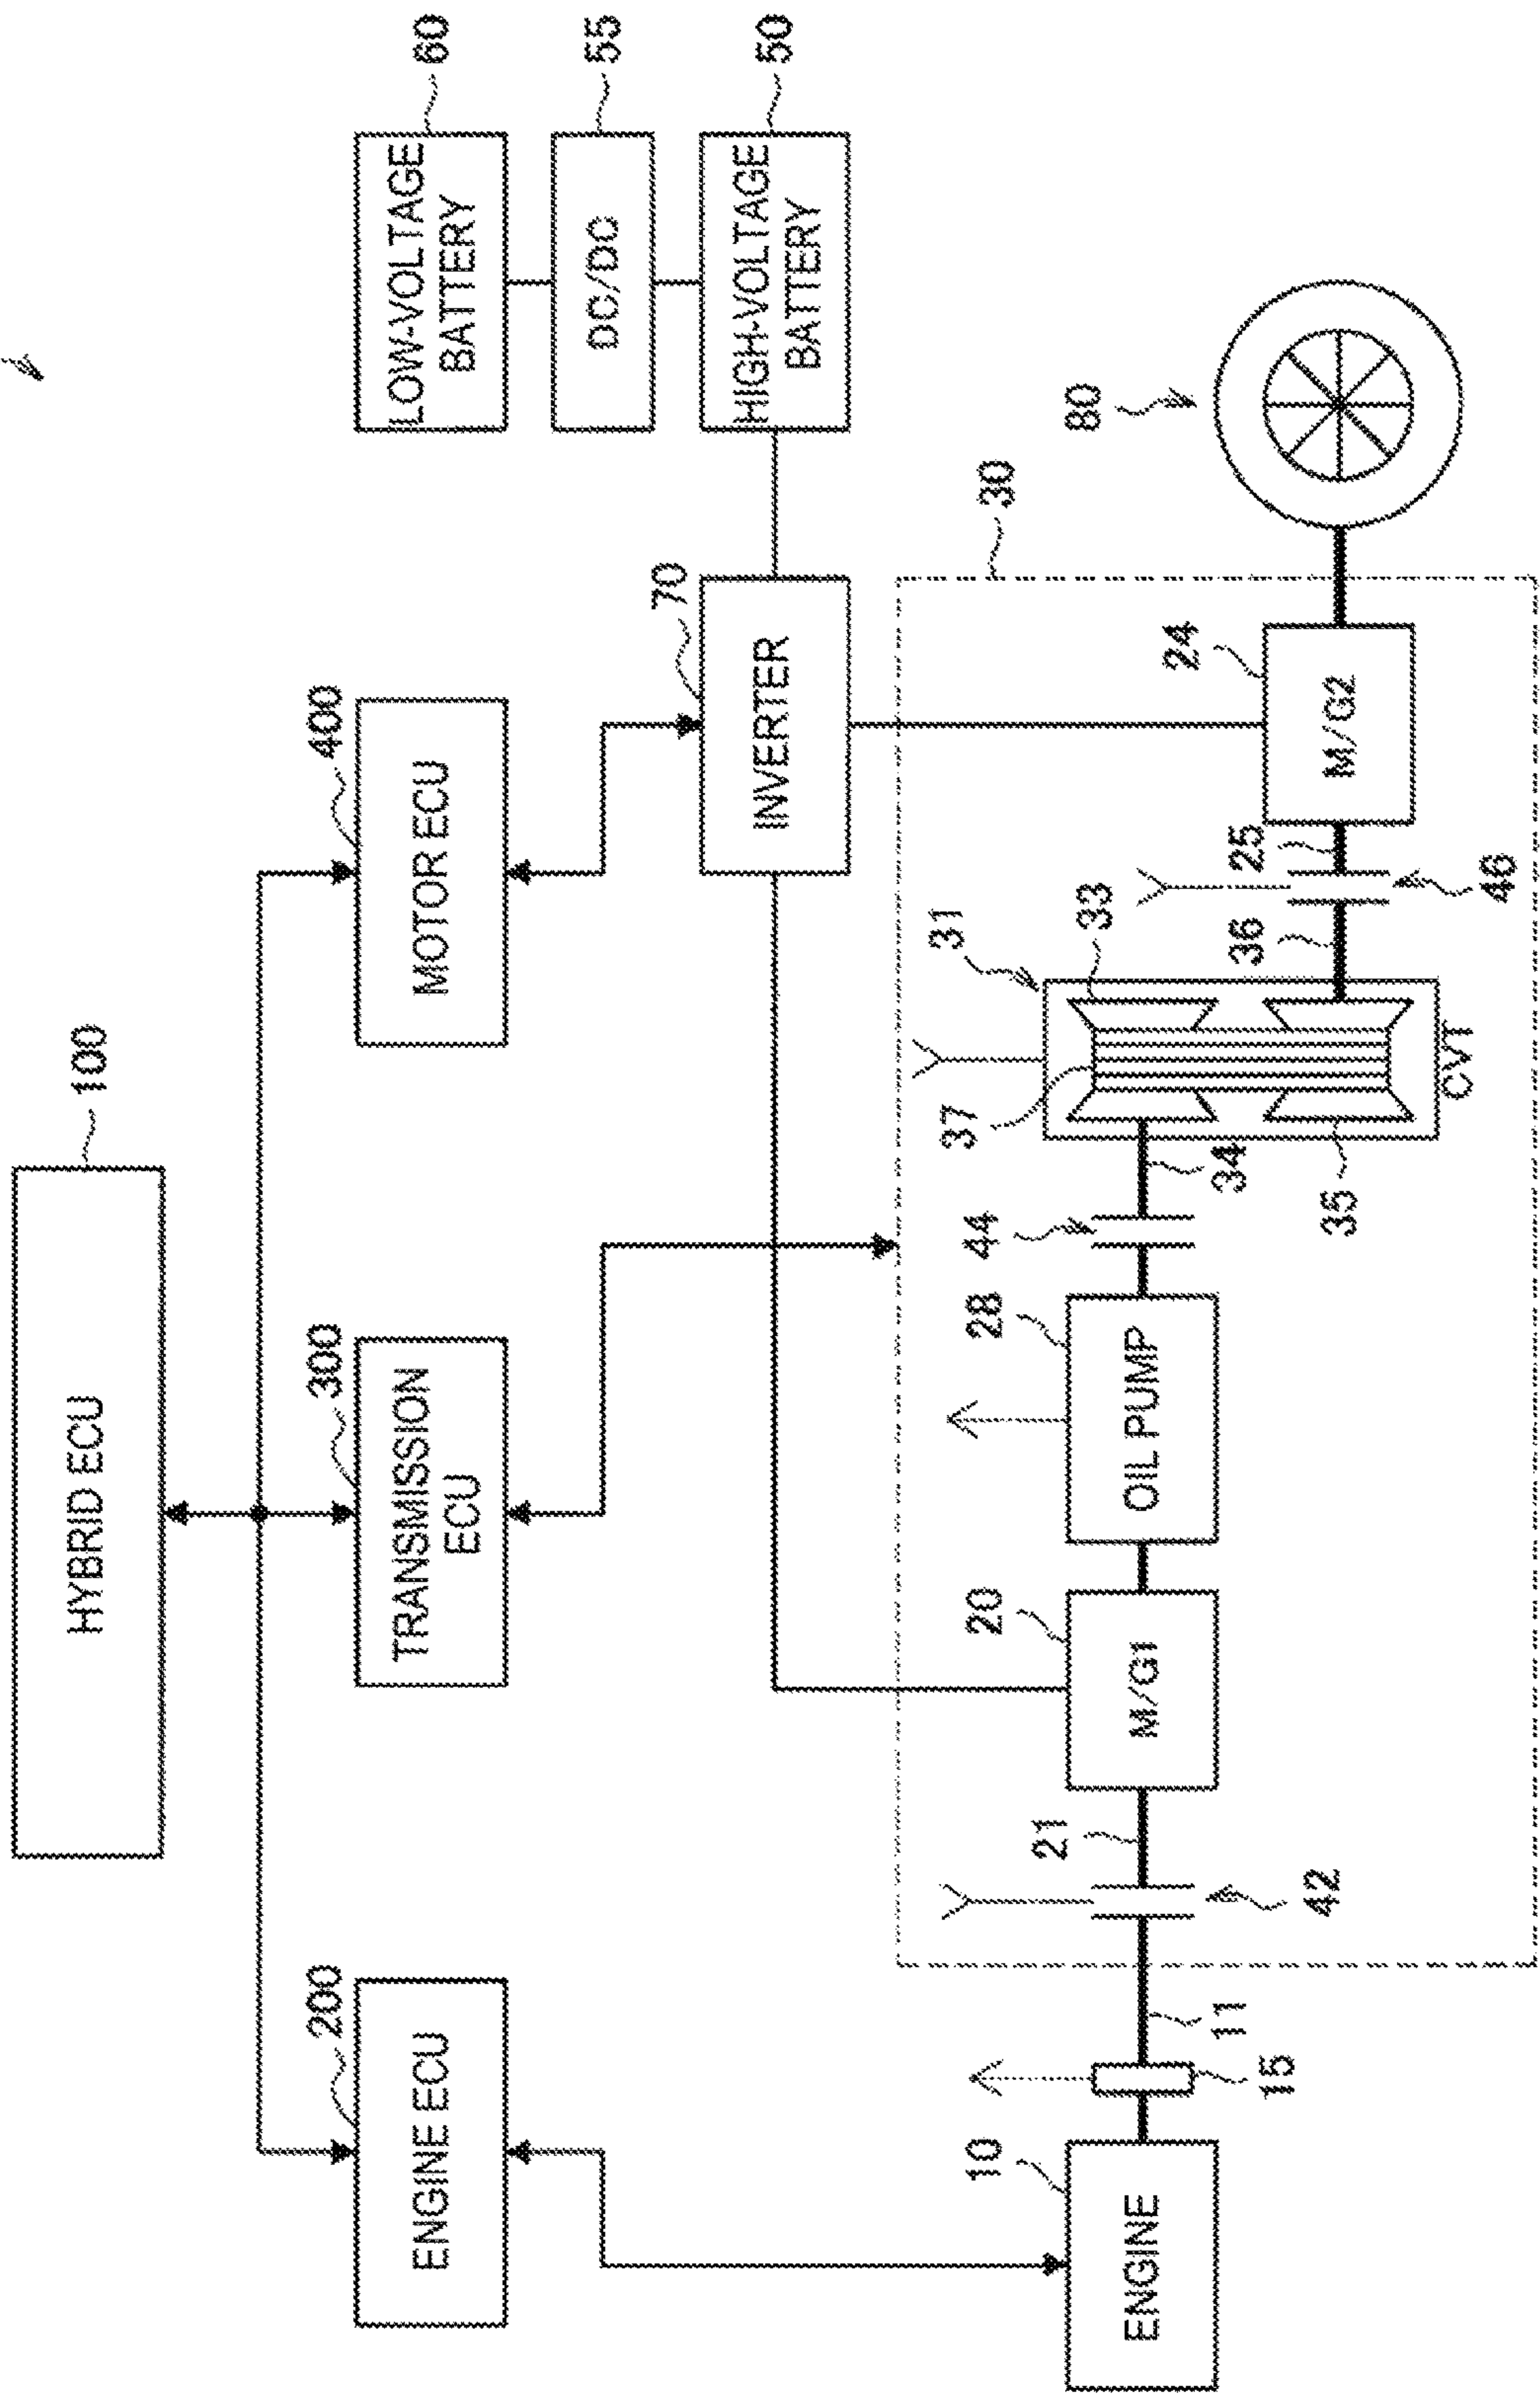 100
HYBRID ECU
200
ENGINE ECU
300
TRANSMISSION
ECU
400
MOTOR ECU
60
LOW-VOLTAGE
BATTERY
55
DC/DC
50
HIGH-VOLTAGE
BATTERY
70
INVERTER
30
80
10
ENGINE
15
11
42
21
20
M/G1
28
OIL PUMP
44
34
37
31
33
35
CVT
36
25
46
24
M/G2